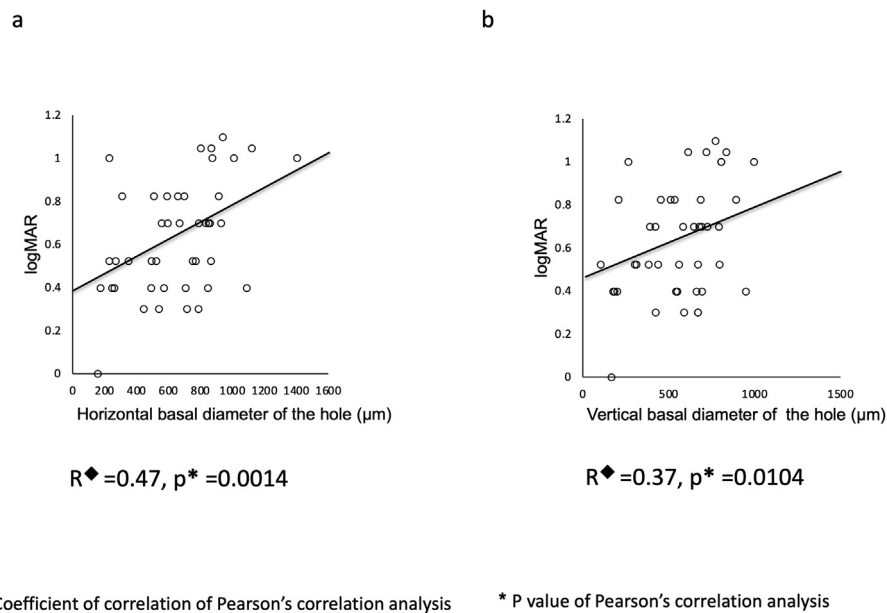 a
b
1.2
1
0.8
0.6
0.4
0.2
0
logMAR
0 200 400 600 800 1000 1200 1400 1600
Horizontal basal diameter of the hole (μm)
1.2
1
0.8
0.6
0.4
0.2
0
logMAR
0 500 1000 1500
Vertical basal diameter of the hole (μm)
R◆ =0.47, p* =0.0014
R◆ =0.37, p* =0.0104
Coefficient of correlation of Pearson’s correlation analysis
* P value of Pearson’s correlation analysis